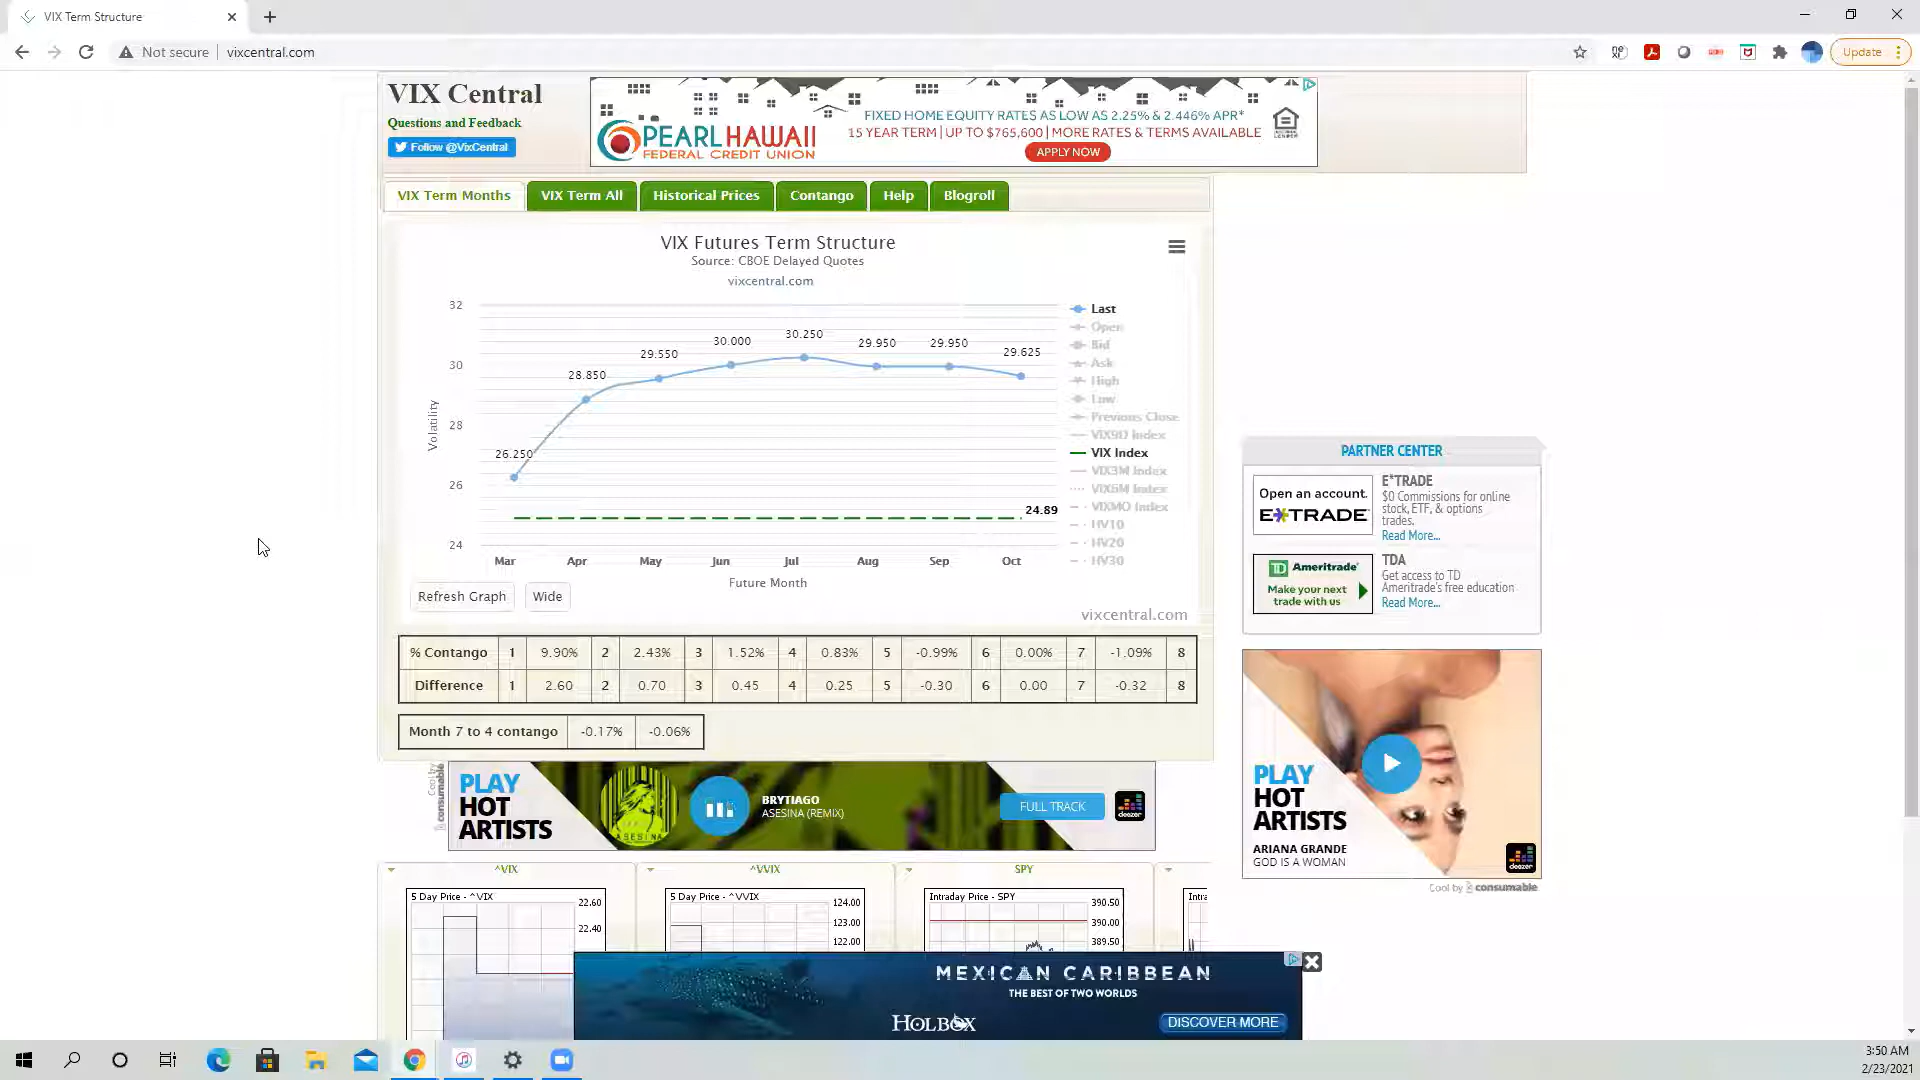 VIX Term Structure
Not secure
vixcentral.com
Update
VIX Central
Questions and Feedback
Follow @VixCentral
PEARLHAWAII
FEDERAL CREDIT UNION
FIXED HOME EQUITY RATES AS LOW AS 2.25% & 2.446% APR*
15 YEAR TERM | UP TO $765,600 | MORE RATES & TERMS AVAILABLE
APPLY NOW
VIX Term Months
VIX Term All
Historical Prices
Contango
Help
Blogroll
VIX Futures Term Structure
Source: CBOE Delayed Quotes
vixcentral.com
Volatility
32
30
28
26
24
26.250
28.850
29.550
30.000
30.250
29.950
29.950
29.625
24.89
Mar Apr May Jun Jul Aug Sep Oct
Future Month
Last
Open
Bid
Ask
High
Low
Previous Close
VIX9D Index
VIX Index
VIX3M Index
VIX6M Index
VIXMO Index
HV10
HV20
HV30
Refresh Graph
Wide
vixcentral.com
% Contango 1 9.90% 2 2.43% 3 1.52% 4 0.83% 5 -0.99% 6 0.00% 7 -1.09% 8
Difference 1 2.60 2 0.70 3 0.45 4 0.25 5 -0.30 6 0.00 7 -0.32 8
Month 7 to 4 contango -0.17% -0.06%
PARTNER CENTER
Open an account.
E*TRADE
E*TRADE
$0 Commissions for online
stock, ETF, & options
trades.
Read More...
TD Ameritrade
Make your next
trade with us
TDA
Get access to TD
Ameritrade's free education
Read More...
PLAY
HOT
ARTISTS
ARIANA GRANDE
GOD IS A WOMAN
deezer
Cool by consumable
Cool by
consumable
PLAY
HOT
ARTISTS
ASESINA
BRYTIAGO
ASESINA (REMIX)
FULL TRACK
deezer
^VIX
5 Day Price - ^VIX
22.60
22.40
^VVIX
5 Day Price - ^VVIX
124.00
123.00
122.00
SPY
Intraday Price - SPY
390.50
390.00
389.50
Intra
MEXICAN CARIBBEAN
THE BEST OF TWO WORLDS
HOLBOX
DISCOVER MORE
3:50 AM
2/23/2021